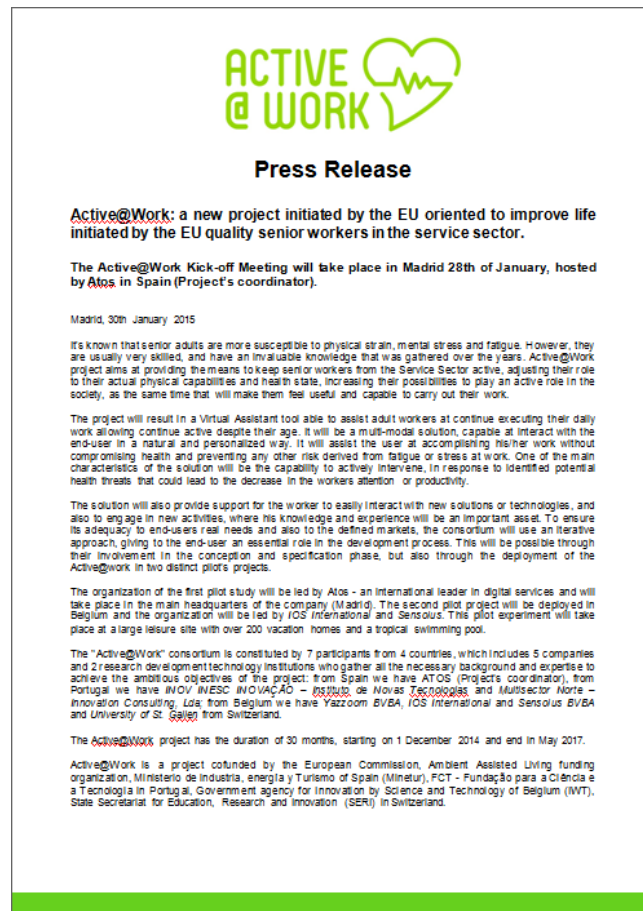 ACTIVE
@ WORK
Press Release
Active@Work: a new project initiated by the EU oriented to improve life
initiated by the EU quality senior workers in the service sector.
The Active@Work Kick-off Meeting will take place in Madrid 28th of January, hosted
by Atos in Spain (Project's coordinator).
Madrid, 30th January 2015
It's known that senior adults are more susceptible to physical strain, mental stress and fatigue. However, they
are usually very skilled, and have an invaluable knowledge that was gathered over the years. Active@Work
project aims at providing the means to keep senior workers from the Service Sector active, adjusting their role
to their actual physical capabilities and health state, increasing their possibilities to play an active role in the
society, as the same time that will make them feel useful and capable to carry out their work.
The project will result in a Virtual Assistant tool able to assist adult workers at continue executing their daily
work allowing continue active despite their age. It will be a multi-modal solution, capable at interact with the
end-user in a natural and personalized way. It will assist the user at accomplishing his/her work without
compromising health and preventing any other risk derived from fatigue or stress at work. One of the main
characteristics of the solution will be the capability to actively intervene, in response to identified potential
health threats that could lead to the decrease in the workers attention or productivity.
The solution will also provide support for the worker to easily interact with new solutions or technologies, and
also to engage in new activities, where his knowledge and experience will be an important asset. To ensure
its adequacy to end-users real needs and also to the defined markets, the consortium will use an iterative
approach, giving to the end-user an essential role in the development process. This will be possible through
their involvement in the conception and specification phase, but also through the deployment of the
Active@work in two distinct pilot's projects.
The organization of the first pilot study will be led by Atos - an international leader in digital services and will
take place in the main headquarters of the company (Madrid). The second pilot project will be deployed in
Belgium and the organization will be led by IOS International and Sensolus. This pilot experiment will take
place at a large leisure site with over 200 vacation homes and a tropical swimming pool.
The "Active@Work" consortium is constituted by 7 participants from 4 countries, which includes 5 companies
and 2 research development technology institutions who gather all the necessary background and expertise to
achieve the ambitious objectives of the project: from Spain we have ATOS (Project's coordinator), from
Portugal we have INOV INESC INOVAÇÃO – Instituto de Novas Tecnologias and Multisector Norte –
Innovation Consulting, Lda; from Belgium we have Yazzoom BVBA, IOS International and Sensolus BVBA
and University of St. Gallen from Switzerland.
The Active@Work project has the duration of 30 months, starting on 1 December 2014 and end in May 2017.
Active@Work is a project cofunded by the European Commission, Ambient Assisted Living funding
organization, Ministerio de Industria, energía y Turismo of Spain (Minetur), FCT - Fundação para a Ciência e
a Tecnologia in Portugal, Government agency for Innovation by Science and Technology of Belgium (IWT),
State Secretariat for Education, Research and Innovation (SERI) in Switzerland.